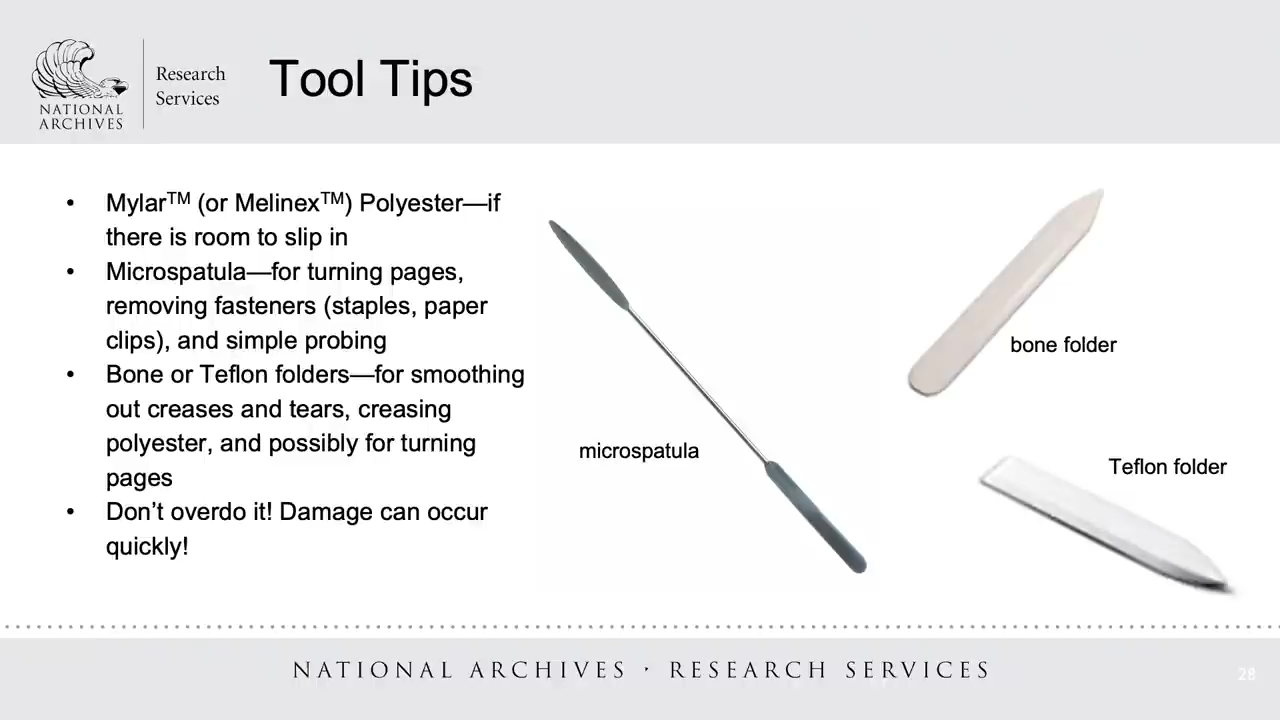 Research
Services
NATIONAL
ARCHIVES
Tool Tips
• Mylar™ (or Melinex™) Polyester—if
there is room to slip in
• Microspatula—for turning pages,
removing fasteners (staples, paper
clips), and simple probing
• Bone or Teflon folders—for smoothing
out creases and tears, creasing
polyester, and possibly for turning
pages
• Don’t overdo it! Damage can occur
quickly!
microspatula
bone folder
Teflon folder
NATIONAL ARCHIVES · RESEARCH SERVICES
28